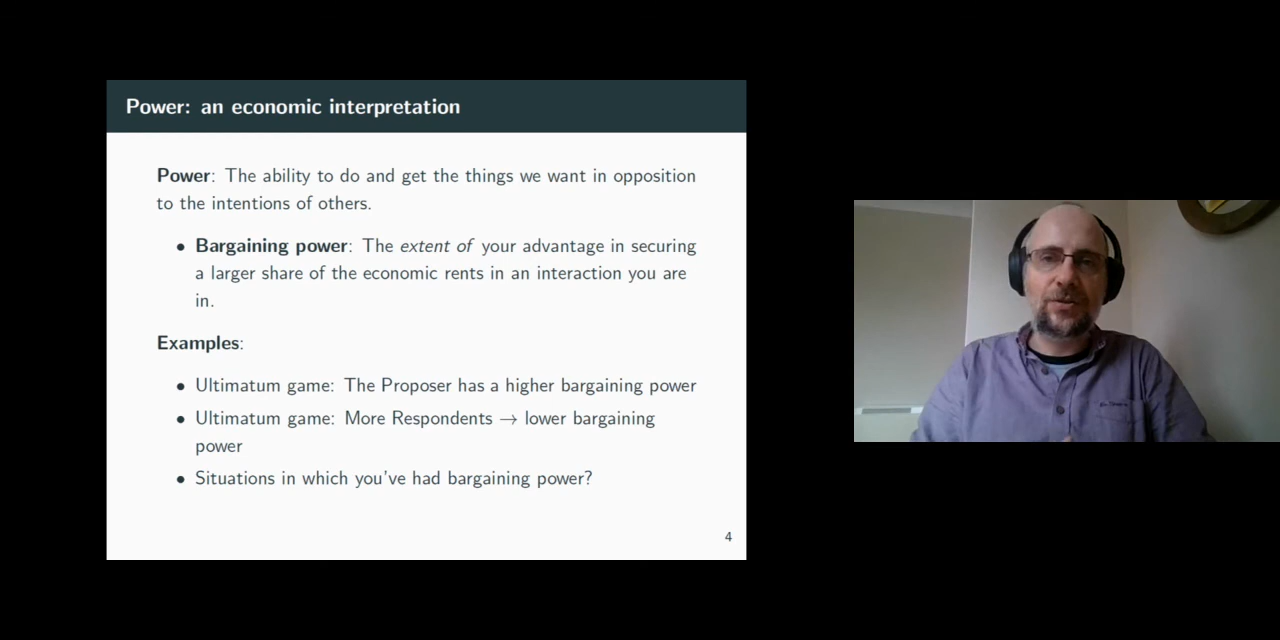 Power: an economic interpretation
Power: The ability to do and get the things we want in opposition
to the intentions of others.
• Bargaining power: The extent of your advantage in securing
a larger share of the economic rents in an interaction you are
in.
Examples:
• Ultimatum game: The Proposer has a higher bargaining power
• Ultimatum game: More Respondents → lower bargaining
power
• Situations in which you've had bargaining power?
4